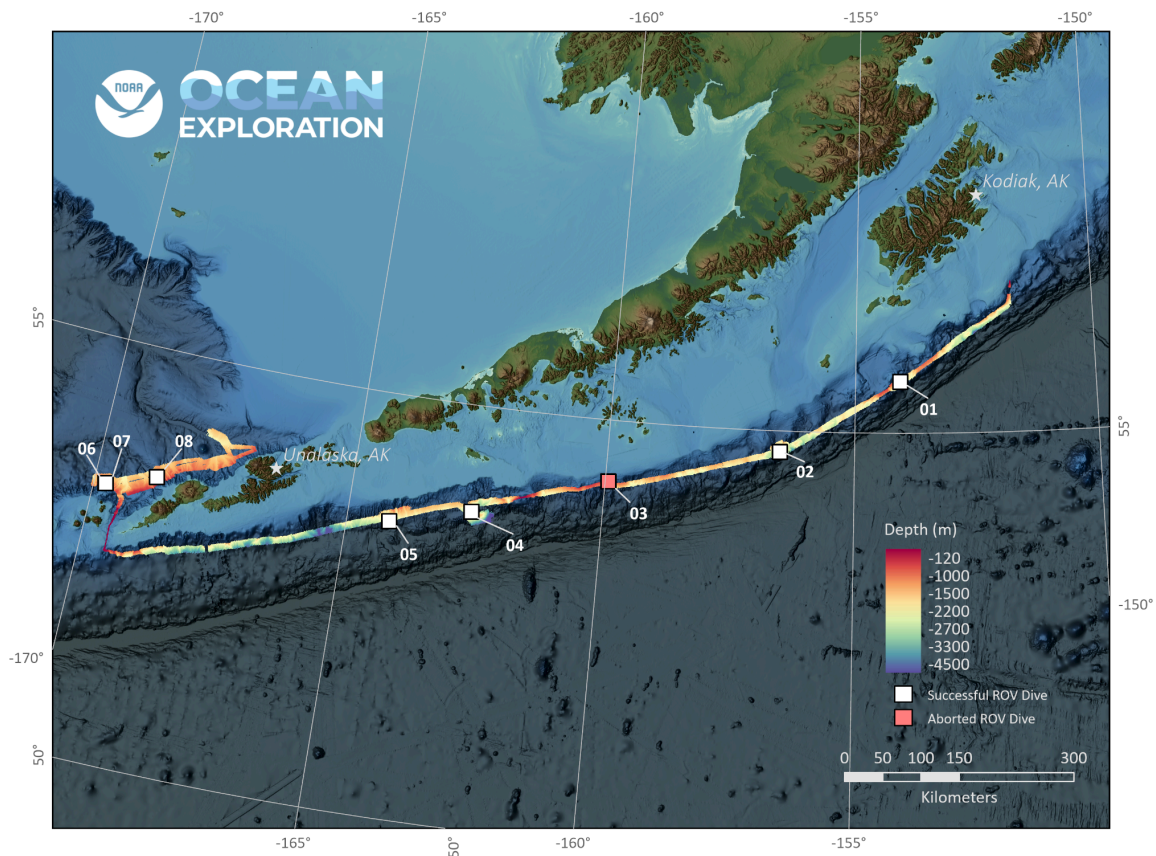 -170°
-165°
-160°
-155°
-150°
NOAA
OCEAN
EXPLORATION
Kodiak, AK
55°
01
55°
06
07
08
Unalaska, AK
02
03
04
05
Depth (m)
-120
-1000
-1500
-2200
-2700
-3300
-4500
-150°
-170°
Successful ROV Dive
Aborted ROV Dive
50°
0 50 100 150 300
Kilometers
-165°
50°
-160°
-155°